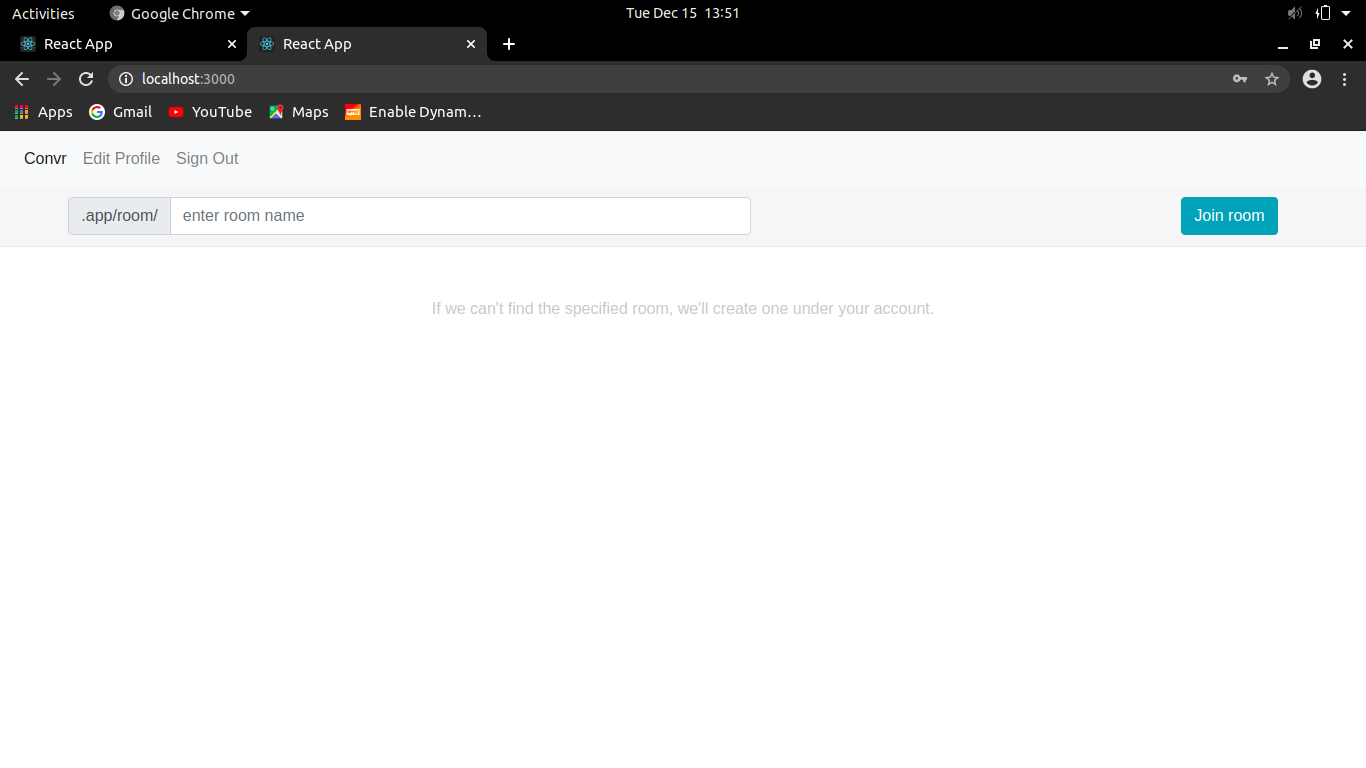 Activities Google Chrome Tue Dec 15 13:51
React App React App
localhost:3000
Apps Gmail YouTube Maps Enable Dynam…
Convr Edit Profile Sign Out
.app/room/ enter room name Join room
If we can't find the specified room, we'll create one under your account.